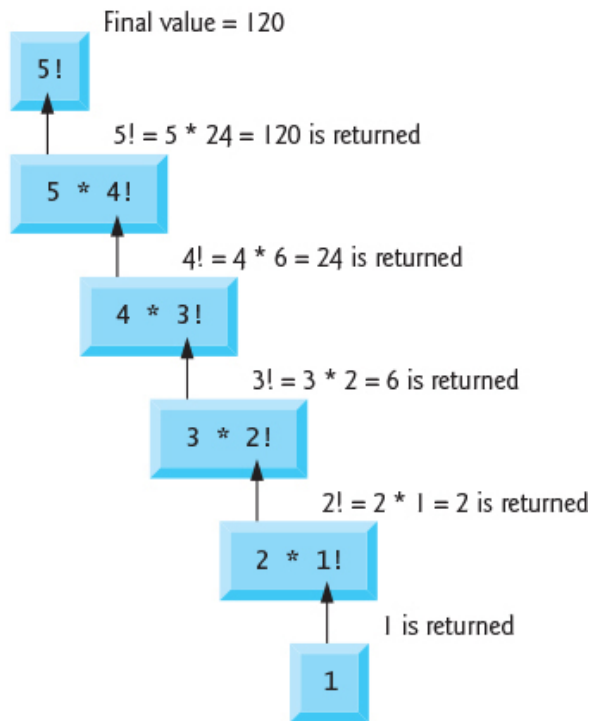 Final value = 120
5!
5! = 5 * 24 = 120 is returned
5 * 4!
4! = 4 * 6 = 24 is returned
4 * 3!
3! = 3 * 2 = 6 is returned
3 * 2!
2! = 2 * 1 = 2 is returned
2 * 1!
1 is returned
1